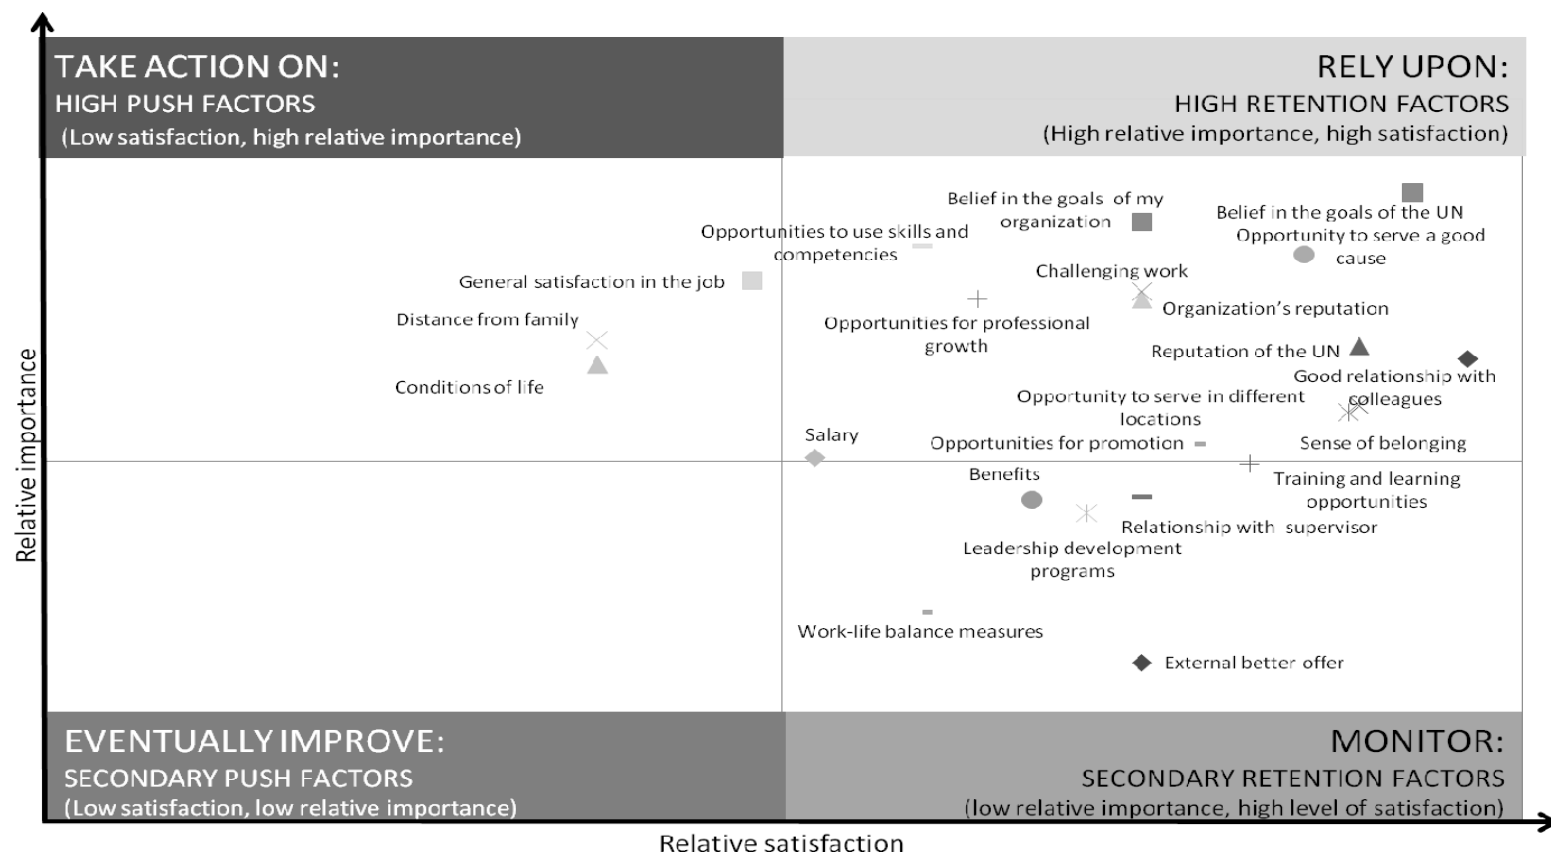 TAKE ACTION ON:
HIGH PUSH FACTORS
(Low satisfaction, high relative importance)
RELY UPON:
HIGH RETENTION FACTORS
(High relative importance, high satisfaction)
Belief in the goals of my
organization
Belief in the goals of the UN
Opportunity to serve a good
cause
Opportunities to use skills and
competencies
General satisfaction in the job
Challenging work
Organization's reputation
Distance from family
Opportunities for professional
growth
Reputation of the UN
Good relationship with
colleagues
Conditions of life
Opportunity to serve in different
locations
Salary
Opportunities for promotion
Sense of belonging
Benefits
Training and learning
opportunities
Relationship with supervisor
Leadership development
programs
Work-life balance measures
External better offer
Relative importance
EVENTUALLY IMPROVE:
SECONDARY PUSH FACTORS
(Low satisfaction, low relative importance)
MONITOR:
SECONDARY RETENTION FACTORS
(low relative importance, high level of satisfaction)
Relative satisfaction